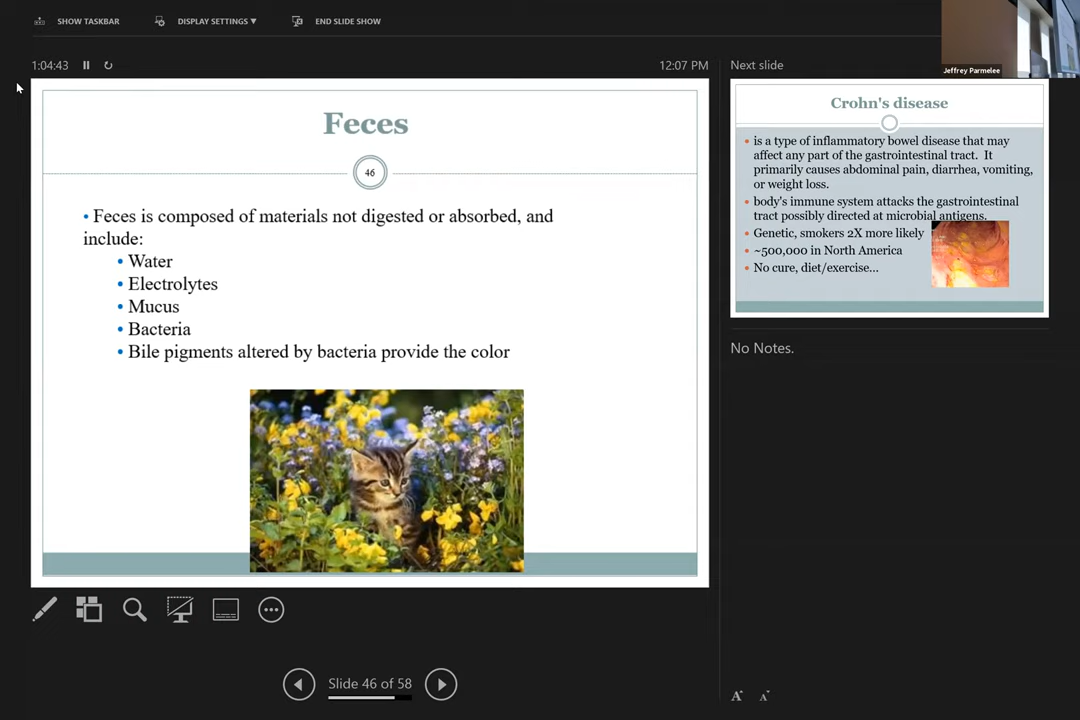 SHOW TASKBAR
DISPLAY SETTINGS ▼
END SLIDE SHOW
1:04:43
12:07 PM
Feces
46
• Feces is composed of materials not digested or absorbed, and
include:
• Water
• Electrolytes
• Mucus
• Bacteria
• Bile pigments altered by bacteria provide the color
Slide 46 of 58
Jeffrey Parmelee
Next slide
Crohn's disease
• is a type of inflammatory bowel disease that may
affect any part of the gastrointestinal tract. It
primarily causes abdominal pain, diarrhea, vomiting,
or weight loss.
• body's immune system attacks the gastrointestinal
tract possibly directed at microbial antigens.
• Genetic, smokers 2X more likely
• ~500,000 in North America
• No cure, diet/exercise...
No Notes.
A A